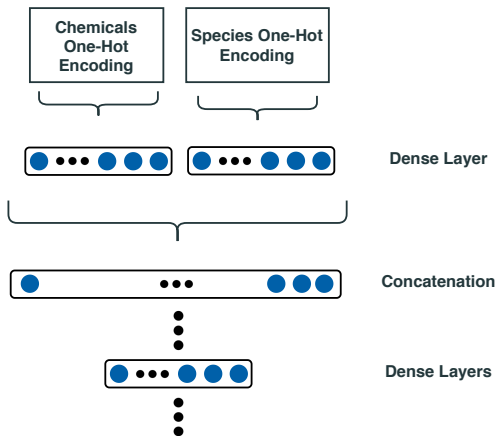 Chemicals
One-Hot
Encoding
Species One-Hot
Encoding
Dense Layer
Concatenation
Dense Layers